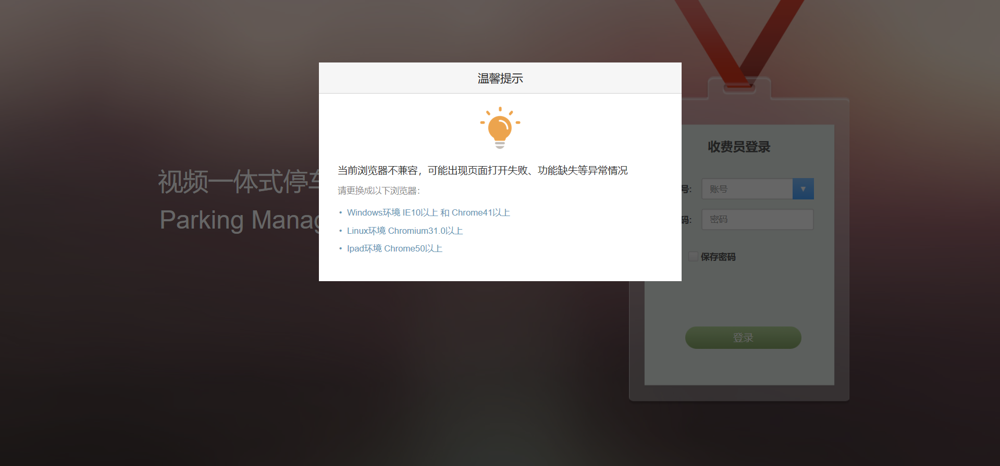 温馨提示
当前浏览器不兼容，可能出现页面打开失败、功能缺失等异常情况
请更换成以下浏览器：
• Windows环境 IE10以上 和 Chrome41以上
• Linux环境 Chromium31.0以上
• Ipad环境 Chrome50以上
视频一体式停
Parking Mana
收费员登录
号: 账号 ▼
码: 密码
保存密码
登录